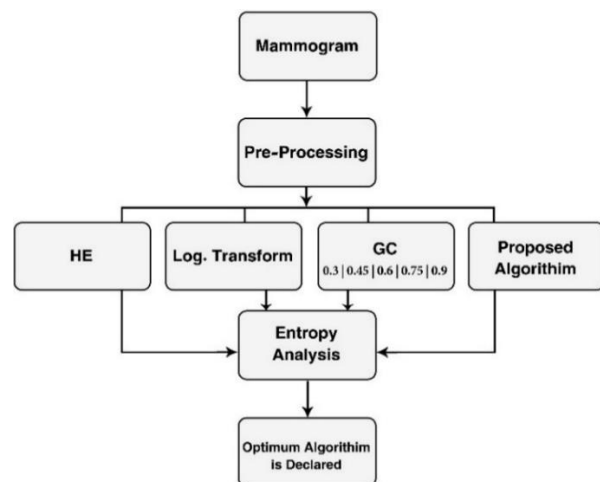 Mammogram
Pre-Processing
HE
Log. Transform
GC
0.3 | 0.45 | 0.6 | 0.75 | 0.9
Proposed
Algorithim
Entropy
Analysis
Optimum Algorithim
is Declared